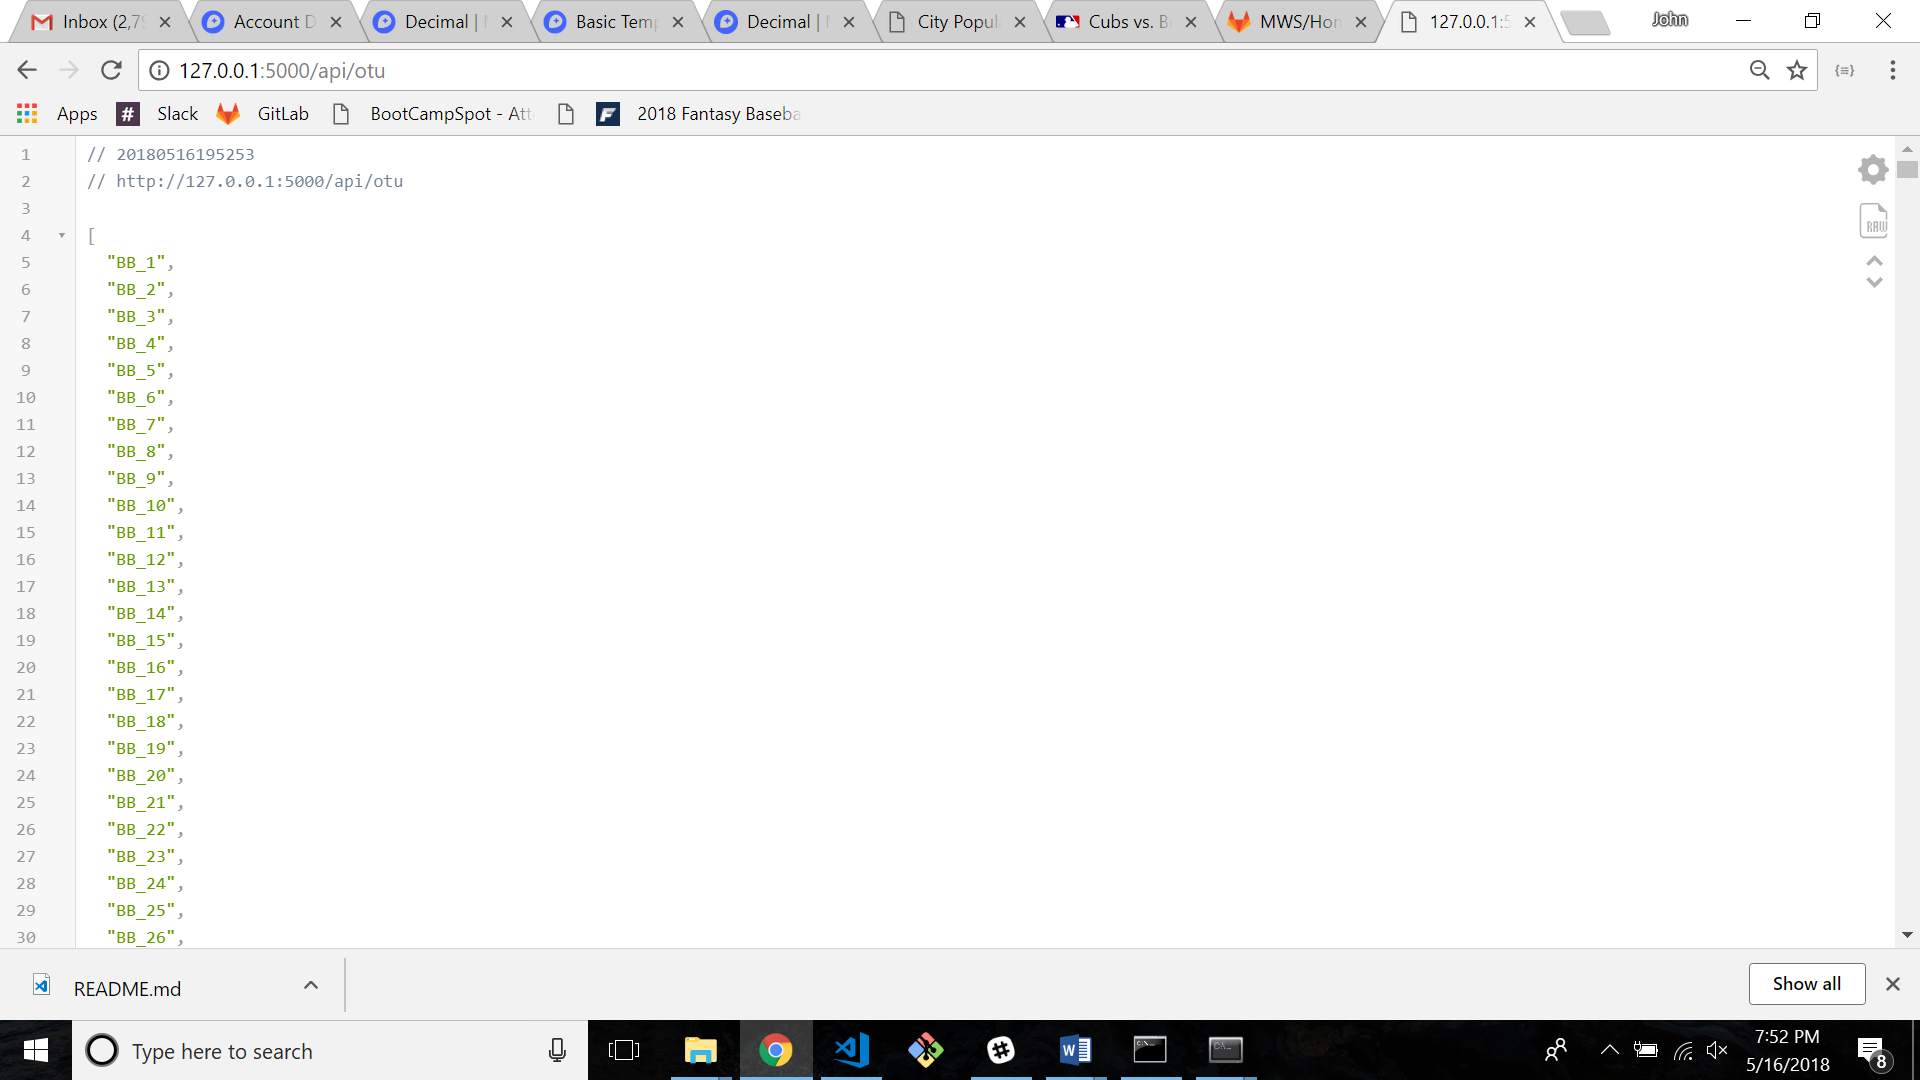 Inbox (2,79
Account D
Decimal |
Basic Temp
Decimal |
City Popul
Cubs vs. B
MWS/Hom
127.0.0.1:5
John
127.0.0.1:5000/api/otu
Apps
Slack
GitLab
BootCampSpot - Att
2018 Fantasy Baseba
1 // 20180516195253
2 // http://127.0.0.1:5000/api/otu
3
4 [
5 "BB_1",
6 "BB_2",
7 "BB_3",
8 "BB_4",
9 "BB_5",
10 "BB_6",
11 "BB_7",
12 "BB_8",
13 "BB_9",
14 "BB_10",
15 "BB_11",
16 "BB_12",
17 "BB_13",
18 "BB_14",
19 "BB_15",
20 "BB_16",
21 "BB_17",
22 "BB_18",
23 "BB_19",
24 "BB_20",
25 "BB_21",
26 "BB_22",
27 "BB_23",
28 "BB_24",
29 "BB_25",
30 "BB_26",
RAW
README.md
Show all
Type here to search
7:52 PM
5/16/2018
8